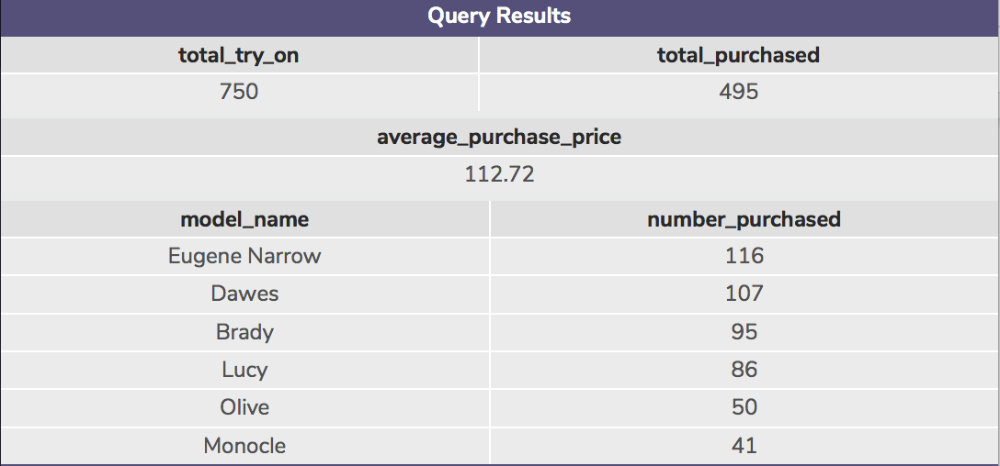 Query Results
total_try_on total_purchased
750 495
average_purchase_price
112.72
model_name number_purchased
Eugene Narrow 116
Dawes 107
Brady 95
Lucy 86
Olive 50
Monocle 41